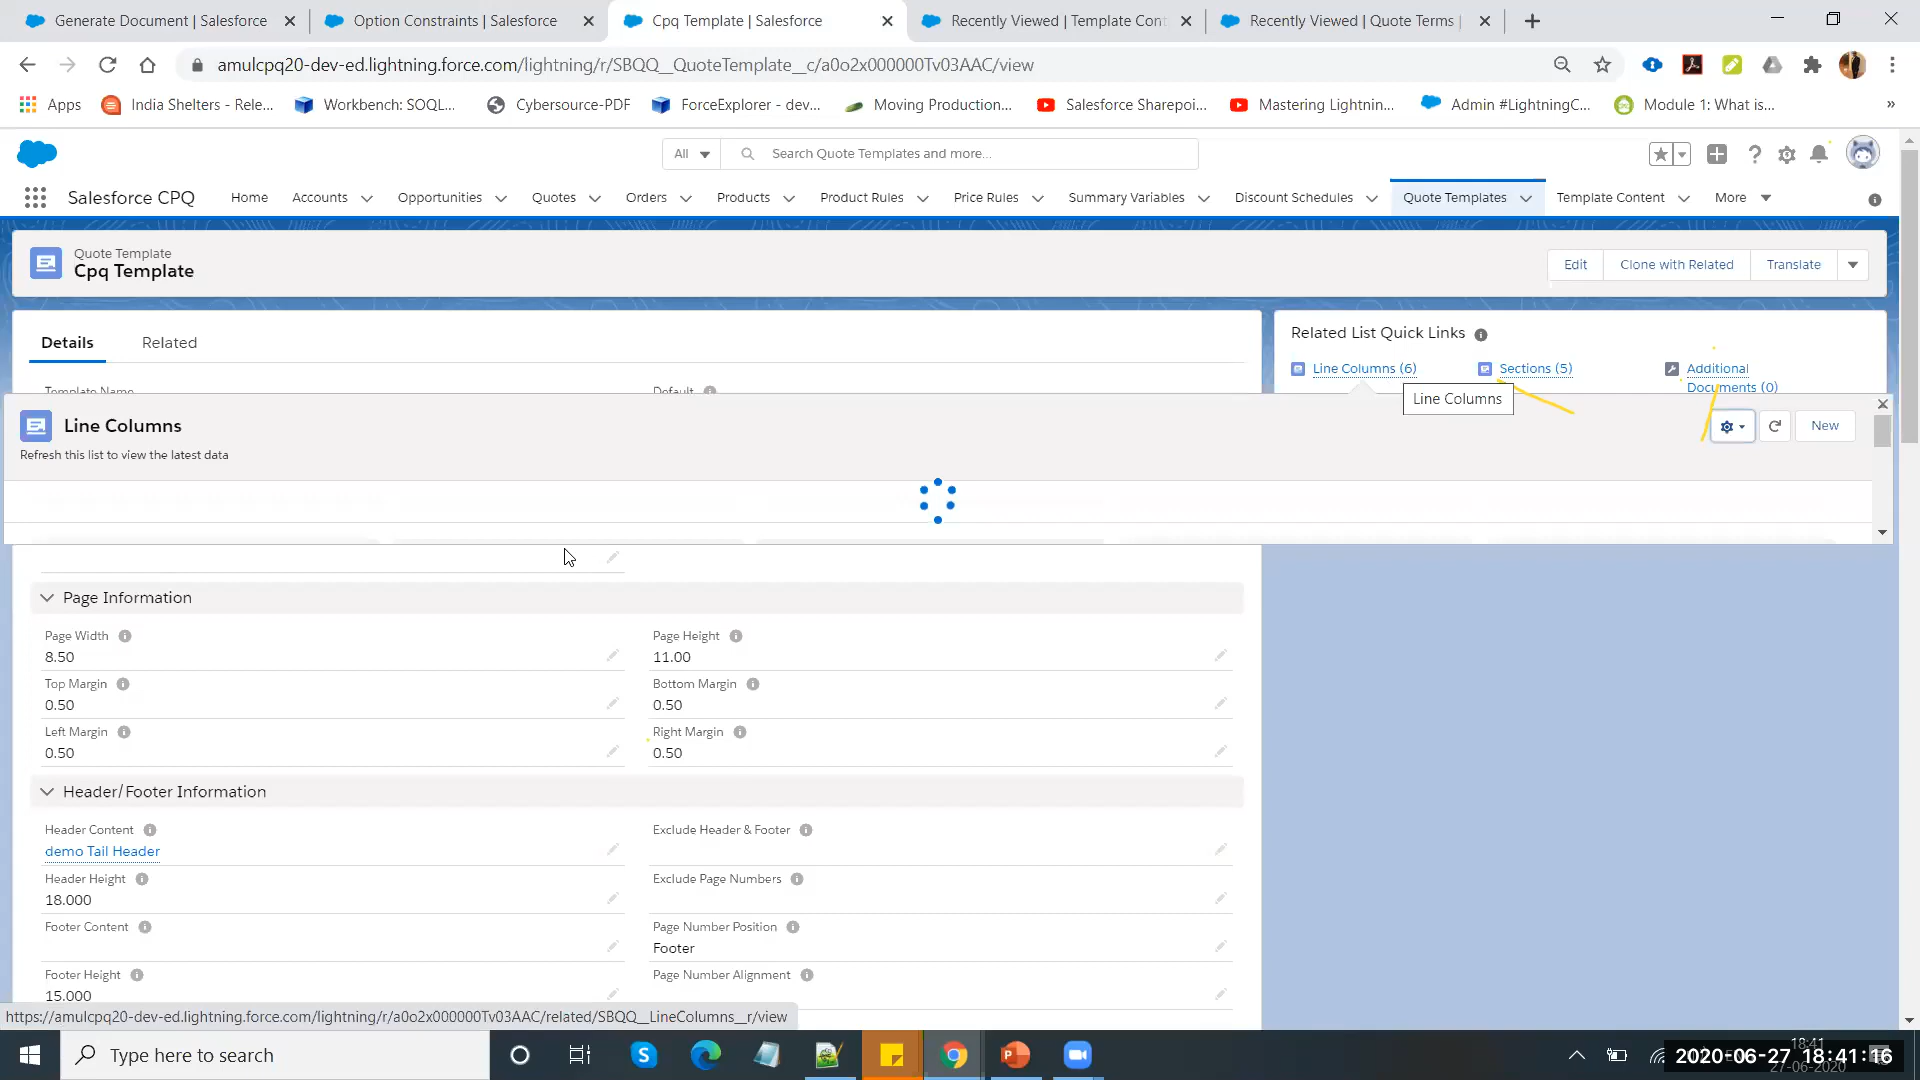 Generate Document | Salesforce
Option Constraints | Salesforce
Cpq Template | Salesforce
Recently Viewed | Template Cont
Recently Viewed | Quote Terms |
amulcpq20-dev-ed.lightning.force.com/lightning/r/SBQQ__QuoteTemplate__c/a0o2x000000Tv03AAC/view
Apps
India Shelters - Rele...
Workbench: SOQL...
Cybersource-PDF
ForceExplorer - dev...
Moving Production...
Salesforce Sharepoi...
Mastering Lightnin...
Admin #LightningC...
Module 1: What is...
»
All
Search Quote Templates and more...
Salesforce CPQ
Home
Accounts
Opportunities
Quotes
Orders
Products
Product Rules
Price Rules
Summary Variables
Discount Schedules
Quote Templates
Template Content
More
Quote Template
Cpq Template
Edit
Clone with Related
Translate
Details
Related
Related List Quick Links
Line Columns (6)
Sections (5)
Additional
Documents (0)
Template Name
Default
Line Columns
Line Columns
Refresh this list to view the latest data
New
Page Information
Page Width
8.50
Page Height
11.00
Top Margin
0.50
Bottom Margin
0.50
Left Margin
0.50
Right Margin
0.50
Header/Footer Information
Header Content
demo Tail Header
Exclude Header & Footer
Header Height
18.000
Exclude Page Numbers
Footer Content
Page Number Position
Footer
Footer Height
15.000
Page Number Alignment
https://amulcpq20-dev-ed.lightning.force.com/lightning/r/a0o2x000000Tv03AAC/related/SBQQ__LineColumns__r/view
Type here to search
18:41
2020-06-27 18:41:16
27-06-2020